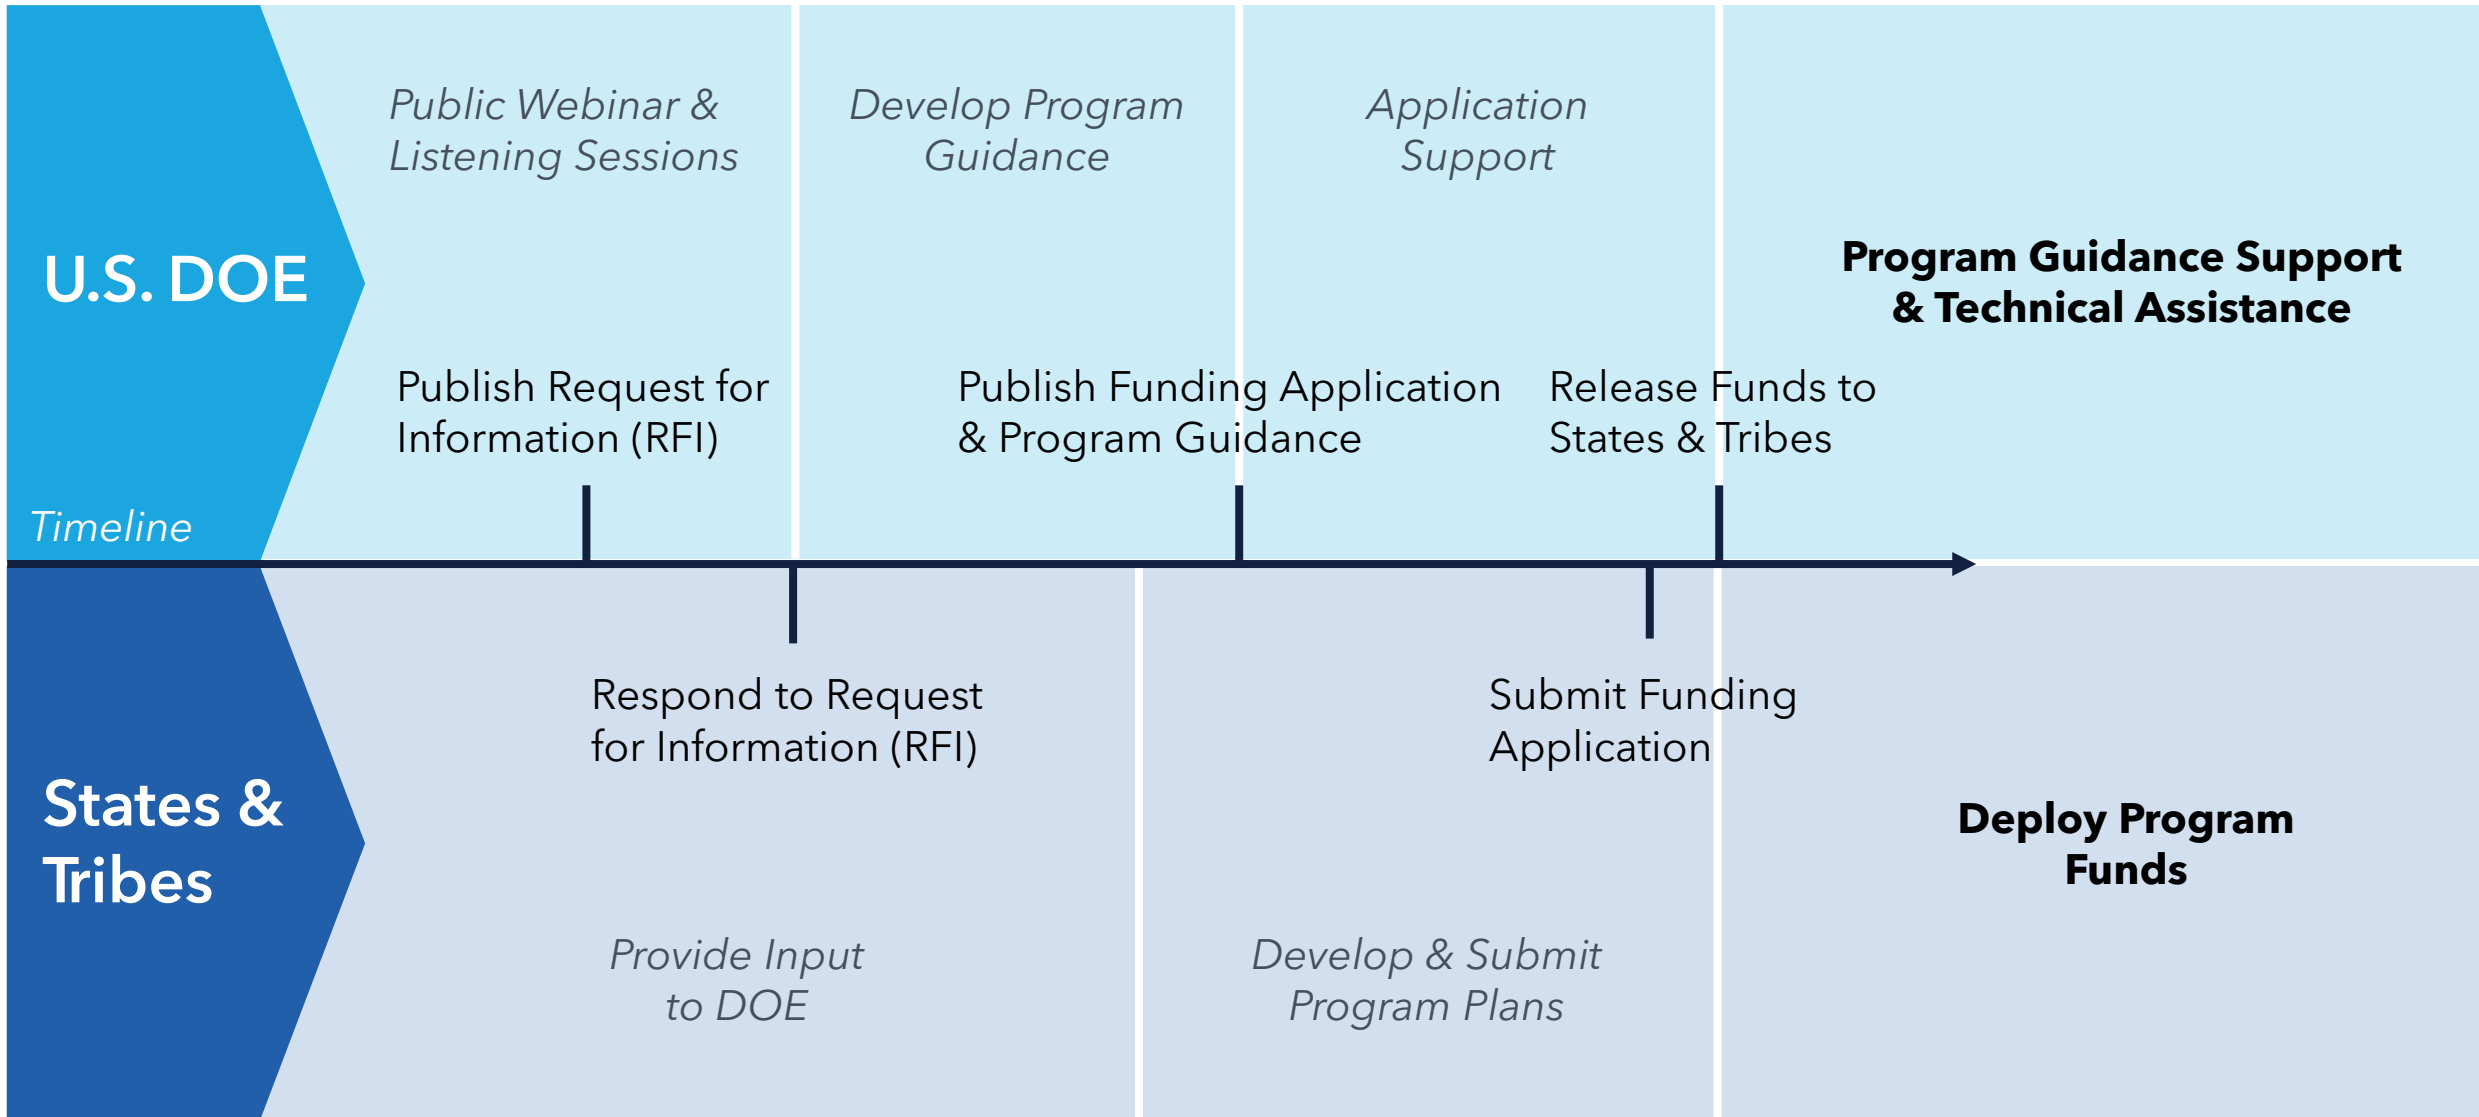 Public Webinar &
Listening Sessions
Develop Program
Guidance
Application
Support
U.S. DOE
Program Guidance Support
& Technical Assistance
Publish Request for
Information (RFI)
Publish Funding Application
& Program Guidance
Release Funds to
States & Tribes
Timeline
Respond to Request
for Information (RFI)
Submit Funding
Application
States &
Tribes
Deploy Program
Funds
Provide Input
to DOE
Develop & Submit
Program Plans